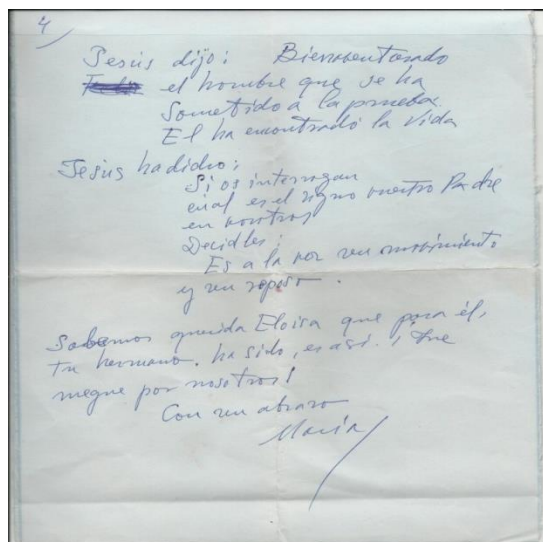 4
Jesús dijo: Bienaventurado
el hombre que se ha
sometido a la prueba.
El ha encontrado la Vida
Jesus ha dicho:
Si os interrogan
cual es el signo vuestro Padre
en vosotros
Decidles:
Es a la vez un movimiento
y un reposo.
Sabemos querida Eloisa que para él,
tu hermano, ha sido, es así. ¡Que
ruegue por nosotros!
Con un abrazo
María